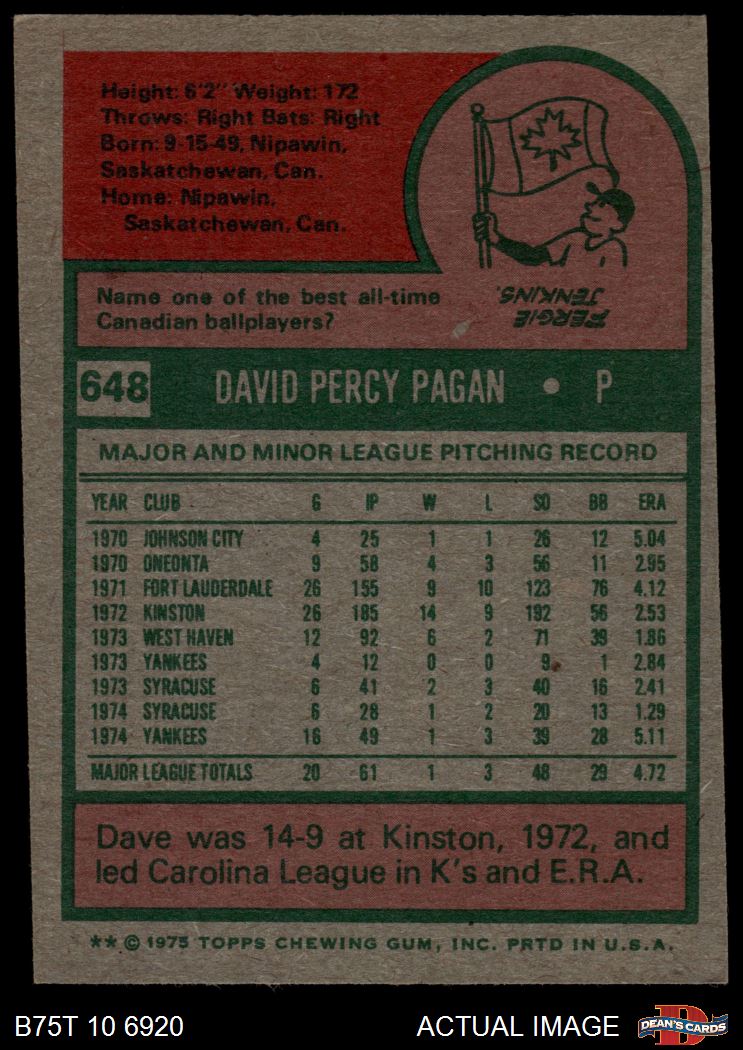 Height: 6'2" Weight: 172
Throws: Right Bats: Right
Born: 9-15-49, Nipawin,
Saskatchewan, Can.
Home: Nipawin,
Saskatchewan, Can.
Name one of the best all-time
Canadian ballplayers?
FERGIE
JENKINS.
648 DAVID PERCY PAGAN • P
MAJOR AND MINOR LEAGUE PITCHING RECORD
YEAR CLUB G IP W L SO BB ERA
1970 JOHNSON CITY 4 25 1 1 26 12 5.04
1970 ONEONTA 9 58 4 3 56 11 2.95
1971 FORT LAUDERDALE 26 155 9 10 123 76 4.12
1972 KINSTON 26 185 14 9 192 56 2.53
1973 WEST HAVEN 12 92 6 2 71 39 1.86
1973 YANKEES 4 12 0 0 9 1 2.84
1973 SYRACUSE 6 41 2 3 40 16 2.41
1974 SYRACUSE 6 28 1 2 20 13 1.29
1974 YANKEES 16 49 1 3 39 28 5.11
MAJOR LEAGUE TOTALS 20 61 1 3 48 29 4.72
Dave was 14-9 at Kinston, 1972, and
led Carolina League in K's and E.R.A.
** © 1975 TOPPS CHEWING GUM, INC. PRTD IN U.S.A.
B75T 10 6920 ACTUAL IMAGE D DEAN'S CARDS